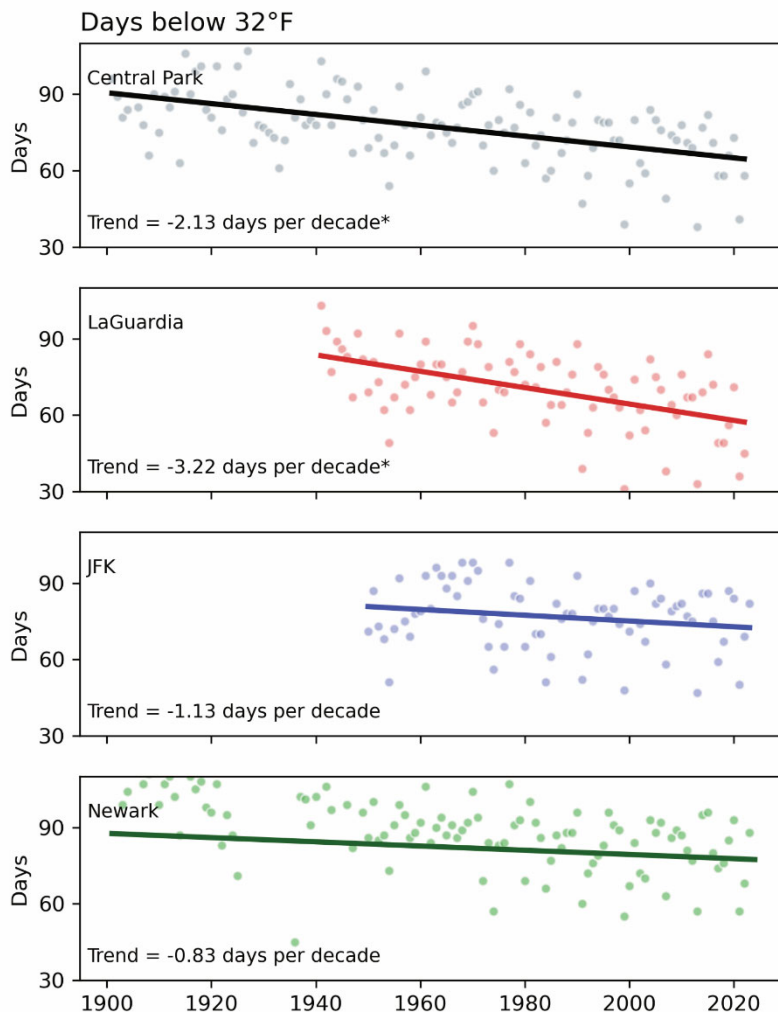 Days below 32°F
Central Park
90
60
30
Days
Trend = -2.13 days per decade*
LaGuardia
90
60
30
Days
Trend = -3.22 days per decade*
JFK
90
60
30
Days
Trend = -1.13 days per decade
Newark
90
60
30
Days
Trend = -0.83 days per decade
1900 1920 1940 1960 1980 2000 2020